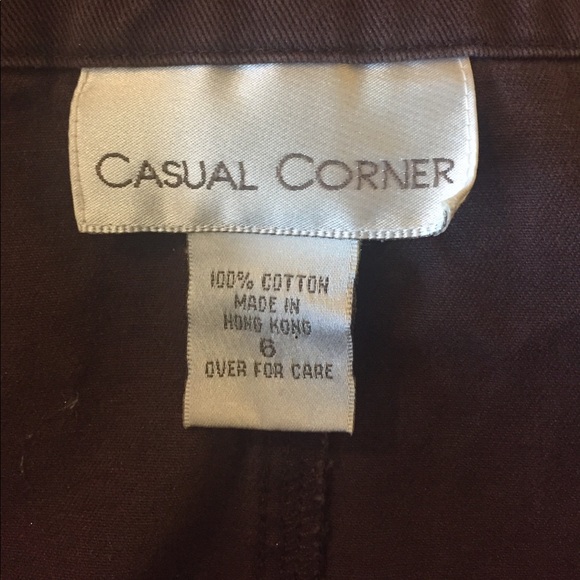 CASUAL CORNER
100% COTTON
MADE IN
HONG KONG
6
OVER FOR CARE